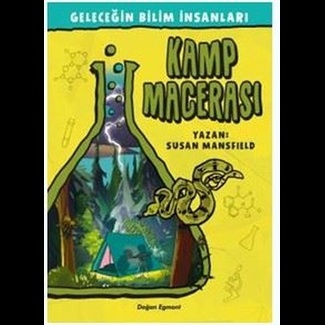 GELECEĞİN BİLİM İNSANLARI
KAMP
MACERASI
YAZAN:
SUSAN MANSFIELD
Doğan Egmont